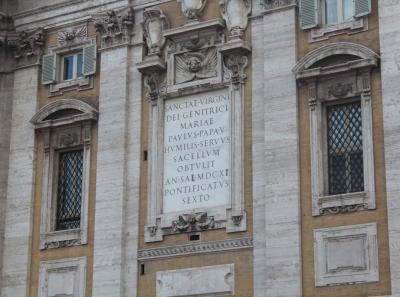 SANCTAE VIRGINI
DEI GENITRICI
MARIAE
PAVLVS PAPA V
HVMILIS SERVVS
SACELLVM
OBTVLIT
AN SAL MDCXI
PONTIFICATVS
SEXTO